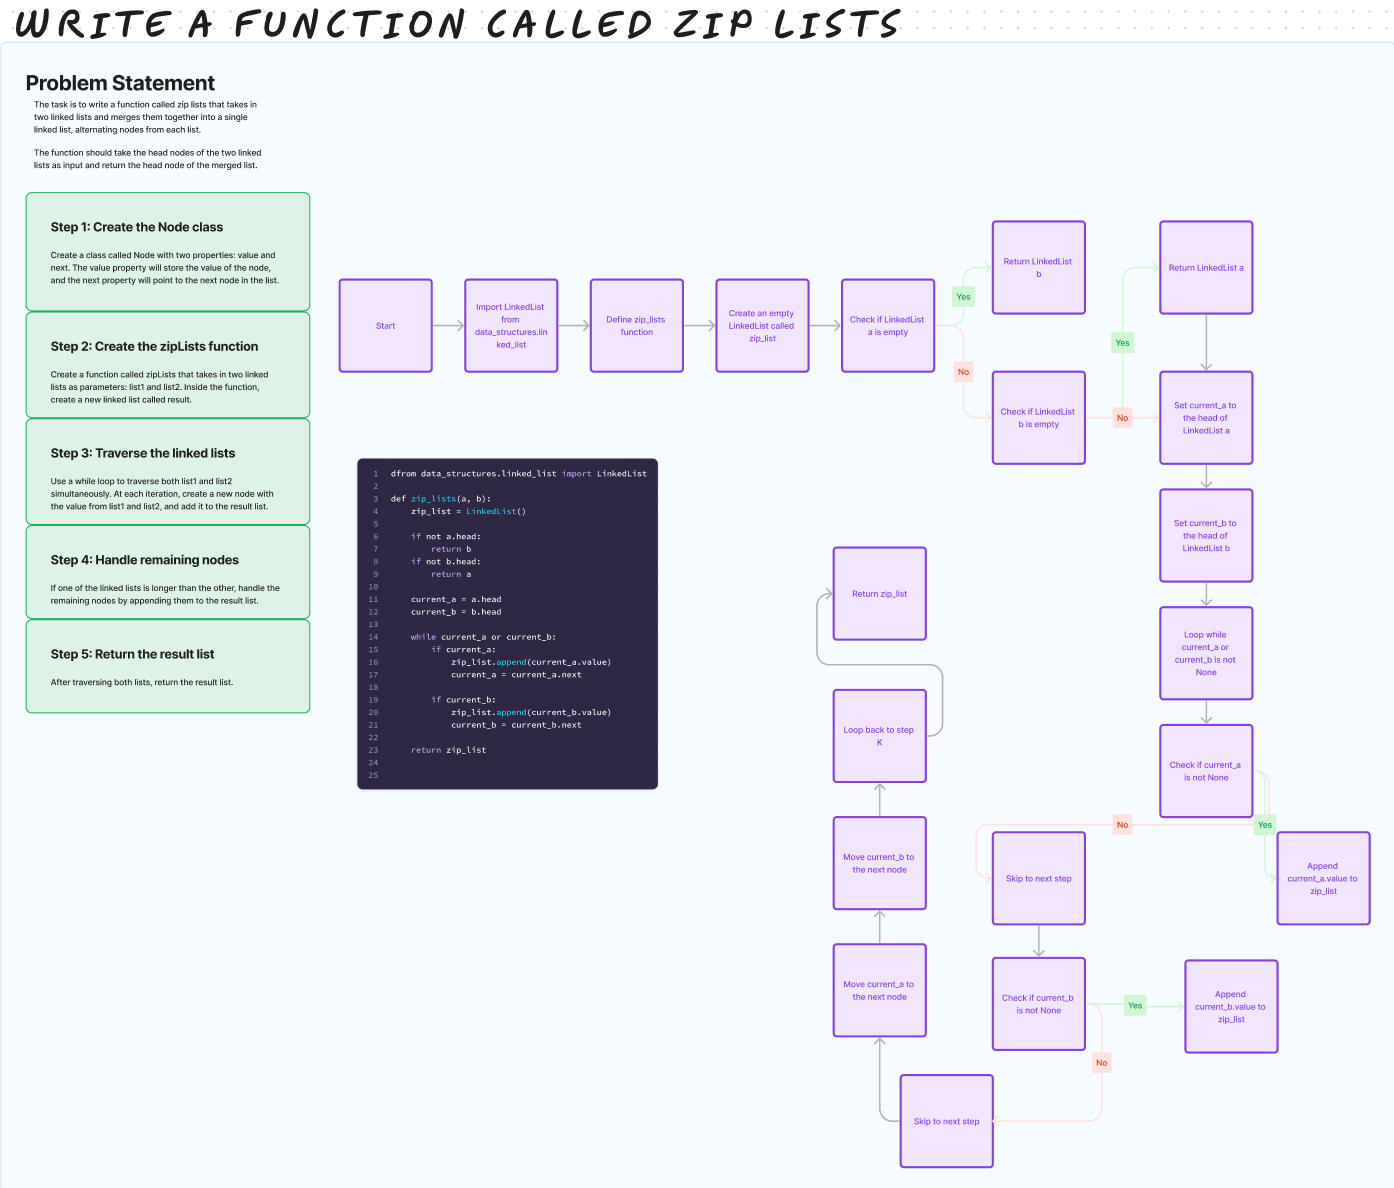 WRITE A FUNCTION CALLED ZIP LISTS
Problem Statement
The task is to write a function called zip lists that takes in
two linked lists and merges them together into a single
linked list, alternating nodes from each list.
The function should take the head nodes of the two linked
lists as input and return the head node of the merged list.
Step 1: Create the Node class
Create a class called Node with two properties: value and
next. The value property will store the value of the node,
and the next property will point to the next node in the list.
Step 2: Create the zipLists function
Create a function called zipLists that takes in two linked
lists as parameters: list1 and list2. Inside the function,
create a new linked list called result.
Step 3: Traverse the linked lists
Use a while loop to traverse both list1 and list2
simultaneously. At each iteration, create a new node with
the value from list1 and list2, and add it to the result list.
Step 4: Handle remaining nodes
If one of the linked lists is longer than the other, handle the
remaining nodes by appending them to the result list.
Step 5: Return the result list
After traversing both lists, return the result list.
Start
Import LinkedList
from
data_structures.lin
ked_list
Define zip_lists
function
Create an empty
LinkedList called
zip_list
Check if LinkedList
a is empty
Yes
No
Return LinkedList
b
Check if LinkedList
b is empty
Yes
No
Return LinkedList a
Set current_a to
the head of
LinkedList a
Set current_b to
the head of
LinkedList b
Loop while
current_a or
current_b is not
None
Check if current_a
is not None
No
Yes
Append
current_a.value to
zip_list
Skip to next step
Check if current_b
is not None
Yes
No
Append
current_b.value to
zip_list
Skip to next step
Move current_a to
the next node
Move current_b to
the next node
Loop back to step
K
Return zip_list
1 dfrom data_structures.linked_list import LinkedList
2
3 def zip_lists(a, b):
4 zip_list = LinkedList()
5
6 if not a.head:
7 return b
8 if not b.head:
9 return a
10
11 current_a = a.head
12 current_b = b.head
13
14 while current_a or current_b:
15 if current_a:
16 zip_list.append(current_a.value)
17 current_a = current_a.next
18
19 if current_b:
20 zip_list.append(current_b.value)
21 current_b = current_b.next
22
23 return zip_list
24
25